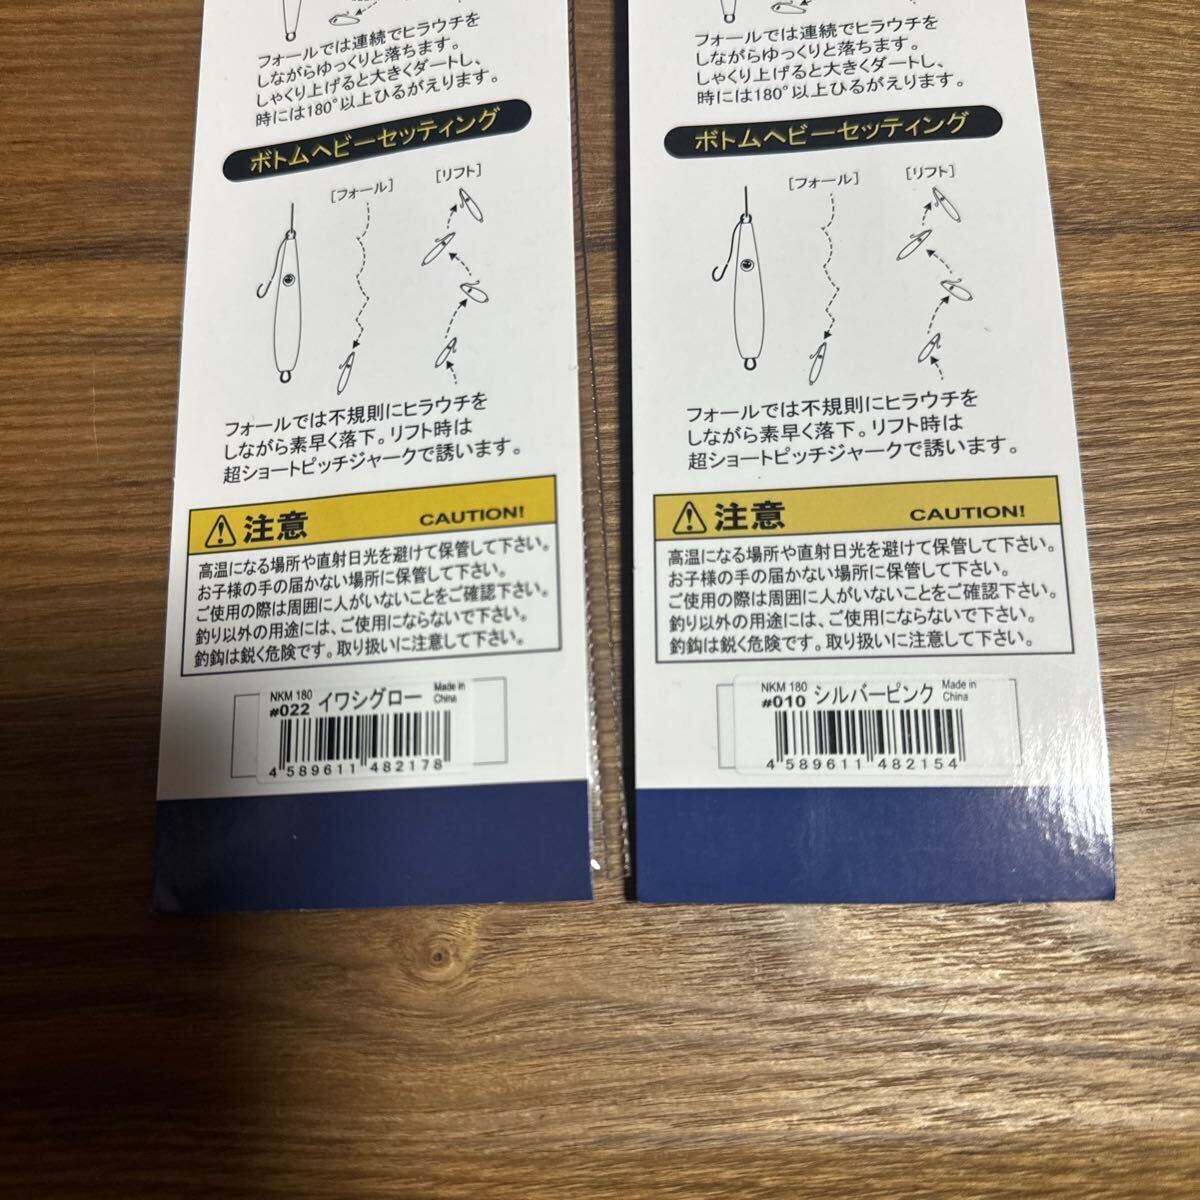 フォールでは連続でヒラウチを
しながらゆっくりと落ちます。
しゃくり上げると大きくダートし、
時には180°以上ひるがえります。
ボトムヘビーセッティング
[フォール]
[リフト]
フォールでは不規則にヒラウチを
しながら素早く落下。リフト時は
超ショートピッチジャークで誘います。
注意 CAUTION!
高温になる場所や直射日光を避けて保管して下さい。
お子様の手の届かない場所に保管して下さい。
ご使用の際は周囲に人がいないことをご確認下さい。
釣り以外の用途には、ご使用にならないで下さい。
釣鈎は鋭く危険です。取り扱いに注意して下さい。
NKM 180
#022 イワシグロー
Made in
China
4 589611 482178
フォールでは連続でヒラウチを
しながらゆっくりと落ちます。
しゃくり上げると大きくダートし、
時には180°以上ひるがえります。
ボトムヘビーセッティング
[フォール]
[リフト]
フォールでは不規則にヒラウチを
しながら素早く落下。リフト時は
超ショートピッチジャークで誘います。
注意 CAUTION!
高温になる場所や直射日光を避けて保管して下さい。
お子様の手の届かない場所に保管して下さい。
ご使用の際は周囲に人がいないことをご確認下さい。
釣り以外の用途には、ご使用にならないで下さい。
釣鈎は鋭く危険です。取り扱いに注意して下さい。
NKM 180
#010 シルバーピンク
Made in
China
4 589611 482154